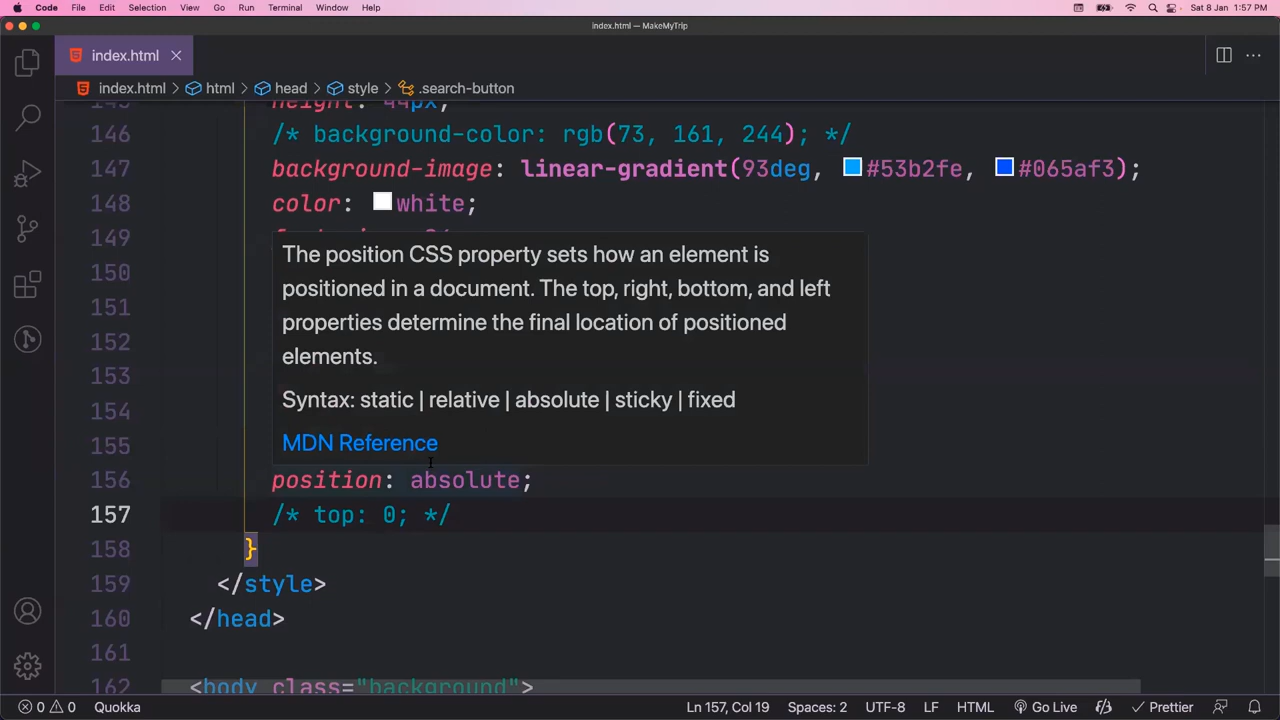 Code File Edit Selection View Go Run Terminal Window Help Sat 8 Jan 1:57 PM
index.html — MakeMyTrip
index.html
index.html > html > head > style > .search-button
height: 44px;
146 /* background-color: rgb(73, 161, 244); */
147 background-image: linear-gradient(93deg, #53b2fe, #065af3);
148 color: white;
149
150
151
152
153
154
155
The position CSS property sets how an element is
positioned in a document. The top, right, bottom, and left
properties determine the final location of positioned
elements.
Syntax: static | relative | absolute | sticky | fixed
MDN Reference
156 position: absolute;
157 /* top: 0; */
158 }
159 </style>
160 </head>
161
162 <body class="background">
0 0 Quokka Ln 157, Col 19 Spaces: 2 UTF-8 LF HTML Go Live Prettier